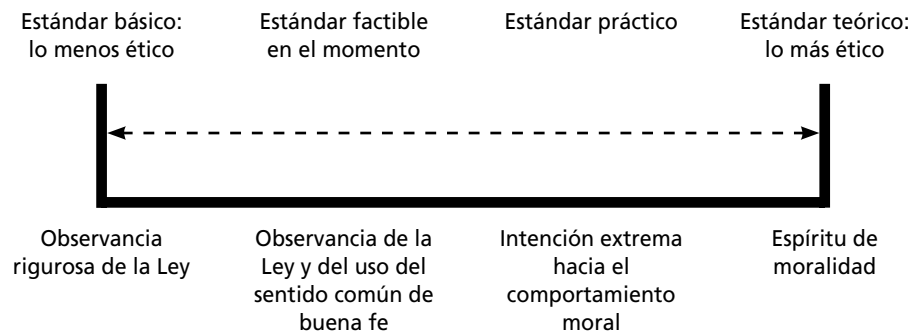 Estándar básico:
lo menos ético
Estándar factible
en el momento
Estándar práctico
Estándar teórico:
lo más ético
Observancia
rigurosa de la Ley
Observancia de la
Ley y del uso del
sentido común de
buena fe
Intención extrema
hacia el
comportamiento
moral
Espíritu de
moralidad